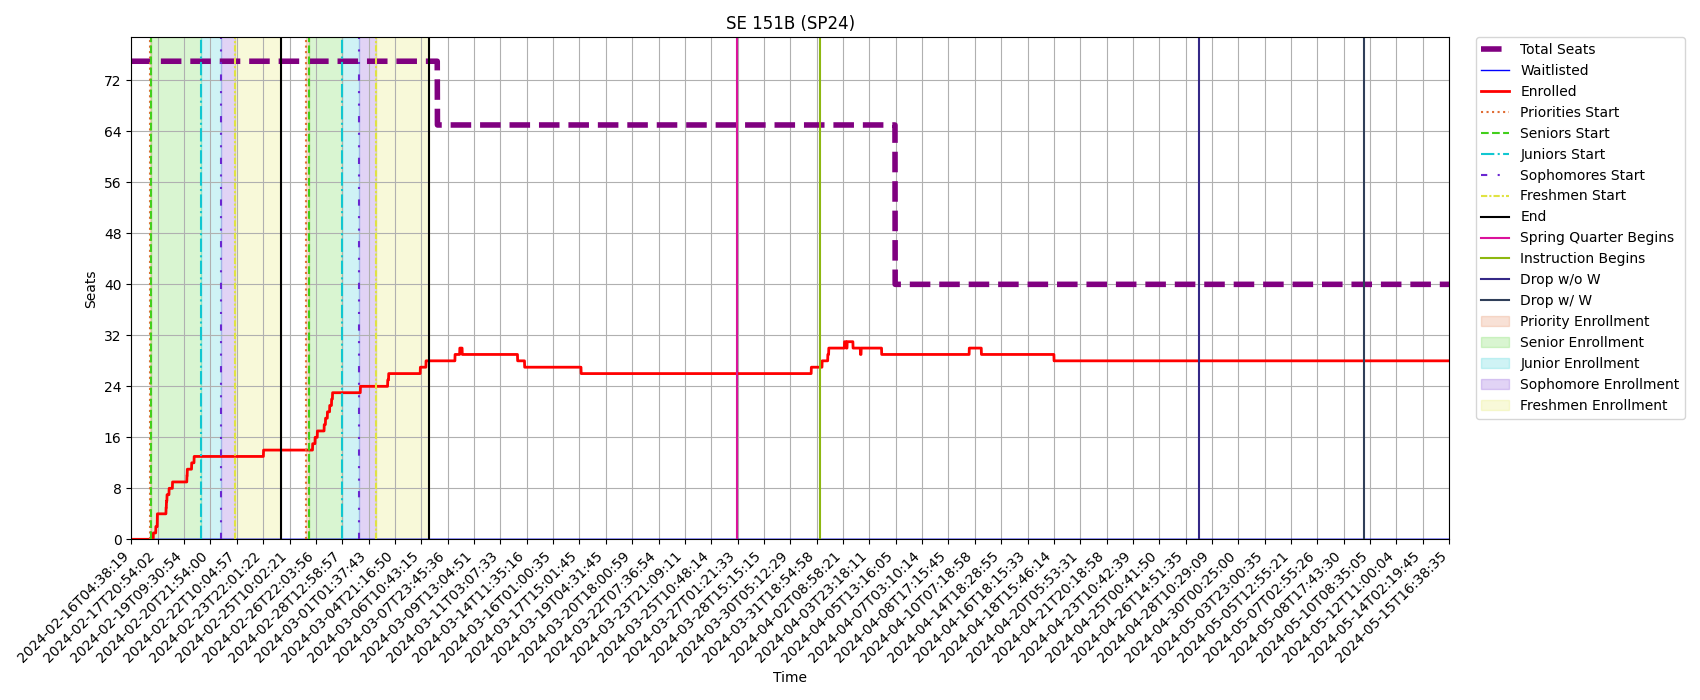 SE 151B (SP24)
Seats
72
64
56
48
40
32
24
16
8
0
2024-02-16T04:38:19
2024-02-17T20:54:02
2024-02-19T09:30:54
2024-02-20T21:54:00
2024-02-22T10:04:57
2024-02-23T22:01:22
2024-02-25T10:02:21
2024-02-26T22:03:56
2024-02-28T12:58:57
2024-03-01T01:37:43
2024-03-04T21:16:50
2024-03-06T10:43:15
2024-03-07T23:45:36
2024-03-09T13:04:51
2024-03-11T03:07:33
2024-03-14T11:35:16
2024-03-16T01:00:35
2024-03-17T15:01:45
2024-03-19T04:31:45
2024-03-20T18:00:59
2024-03-22T07:36:54
2024-03-23T21:09:11
2024-03-25T10:48:14
2024-03-27T01:21:33
2024-03-28T15:15:15
2024-03-30T05:12:29
2024-03-31T18:54:58
2024-04-02T08:58:21
2024-04-03T23:18:11
2024-04-05T13:16:05
2024-04-07T03:10:14
2024-04-08T17:15:45
2024-04-10T07:18:58
2024-04-14T18:28:55
2024-04-16T18:15:33
2024-04-18T15:46:14
2024-04-20T05:53:31
2024-04-21T20:18:58
2024-04-23T10:42:39
2024-04-25T00:41:50
2024-04-26T14:51:35
2024-04-28T10:29:09
2024-04-30T00:25:00
2024-05-03T23:00:35
2024-05-05T12:55:21
2024-05-07T02:55:26
2024-05-08T17:43:30
2024-05-10T08:35:05
2024-05-12T11:00:04
2024-05-14T02:19:45
2024-05-15T16:38:35
Time
Total Seats
Waitlisted
Enrolled
Priorities Start
Seniors Start
Juniors Start
Sophomores Start
Freshmen Start
End
Spring Quarter Begins
Instruction Begins
Drop w/o W
Drop w/ W
Priority Enrollment
Senior Enrollment
Junior Enrollment
Sophomore Enrollment
Freshmen Enrollment